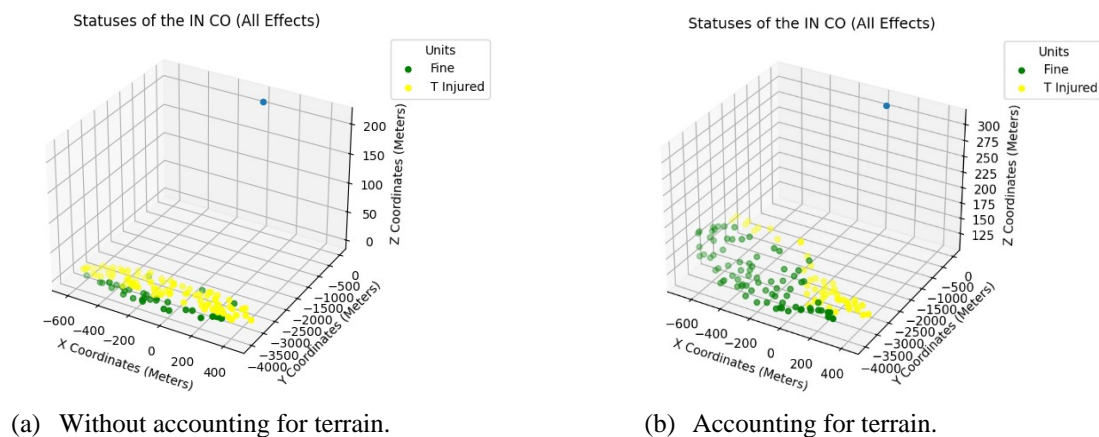 Statuses of the IN CO (All Effects)
Units
Fine
T Injured
200
150
100
50
0
Z Coordinates (Meters)
−600
−400
−200
0
200
400
X Coordinates (Meters)
0
−500
−1000
−1500
−2000
−2500
−3000
−3500
−4000
Y Coordinates (Meters)
(a) Without accounting for terrain.
Statuses of the IN CO (All Effects)
Units
Fine
T Injured
300
275
250
225
200
175
150
125
Z Coordinates (Meters)
−600
−400
−200
0
200
400
X Coordinates (Meters)
0
−500
−1000
−1500
−2000
−2500
−3000
−3500
−4000
Y Coordinates (Meters)
(b) Accounting for terrain.